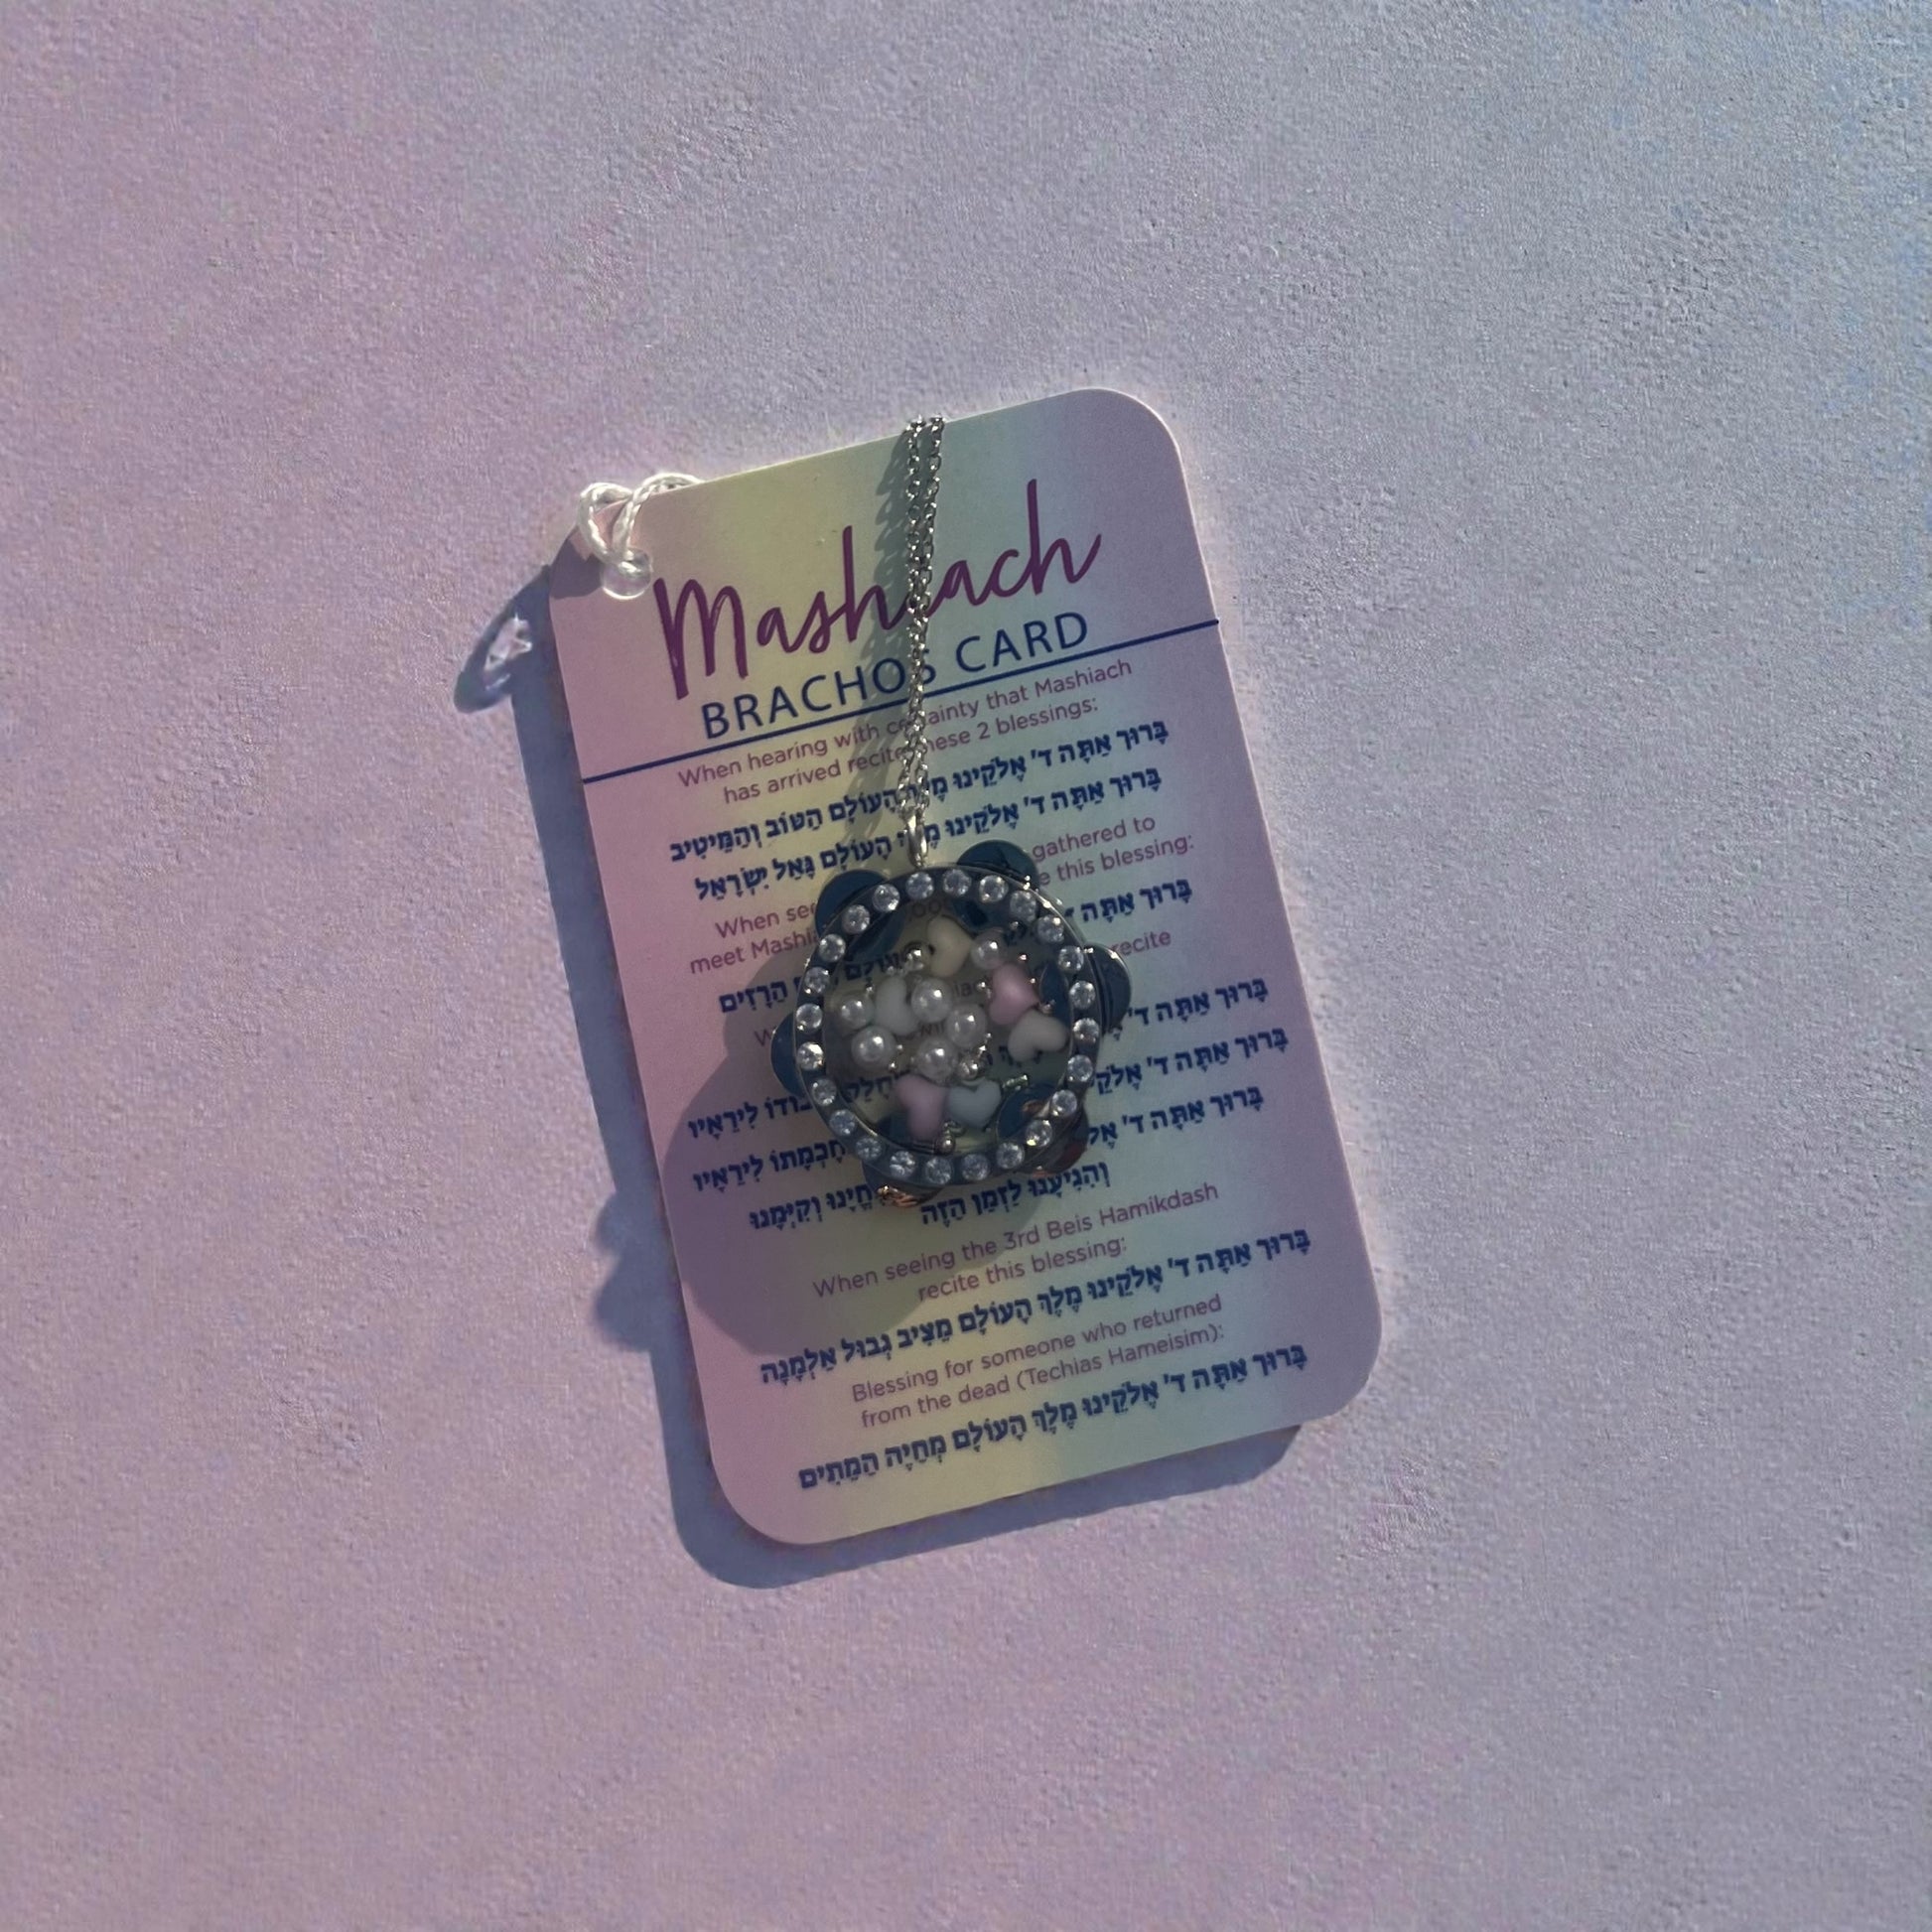 Mashiach
BRACHOS CARD
When hearing with certainty that Mashiach
has arrived recite these 2 blessings:
בָּרוּךְ אַתָּה ד' אֱלֹקֵינוּ מֶלֶךְ הָעוֹלָם הַטּוֹב וְהַמֵּיטִיב
בָּרוּךְ אַתָּה ד' אֱלֹקֵינוּ מֶלֶךְ הָעוֹלָם גָּאַל יִשְׂרָאֵל
When gathered to
meet this blessing:
בָּרוּךְ אַתָּה
הָרָזִים
recite
בָּרוּךְ אַתָּה ד' לִירֵאָיו
בָּרוּךְ אַתָּה ד' לִירֵאָיו
בָּרוּךְ אַתָּה ד' וְקִיְּמָנוּ
וְהִגִּיעָנוּ לַזְּמַן הַזֶּה
When seeing the 3rd Beis Hamikdash
recite this blessing:
בָּרוּךְ אַתָּה ד' אֱלֹקֵינוּ מֶלֶךְ הָעוֹלָם מַצִּיב גְּבוּל אַלְמָנָה
Blessing for someone who returned
from the dead (Techias Hameisim):
בָּרוּךְ אַתָּה ד' אֱלֹקֵינוּ מֶלֶךְ הָעוֹלָם מְחַיֶּה הַמֵּתִים